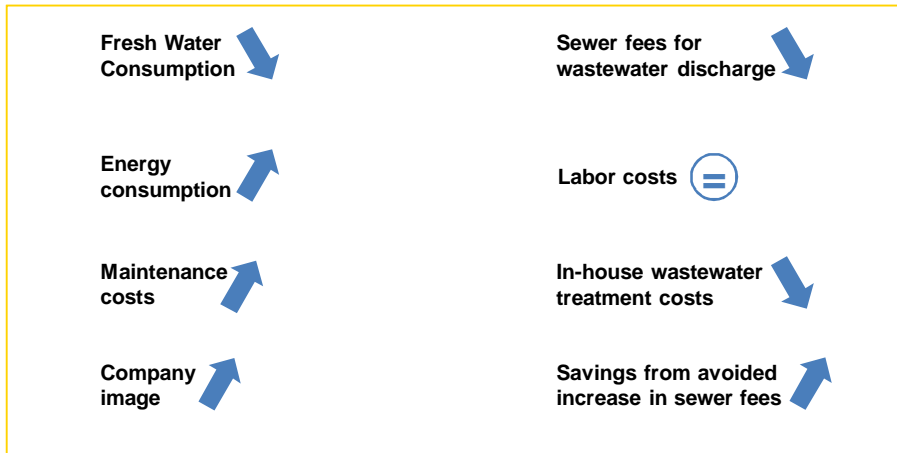 Fresh Water
Consumption
Sewer fees for
wastewater discharge
Energy
consumption
Labor costs
=
Maintenance
costs
In-house wastewater
treatment costs
Company
image
Savings from avoided
increase in sewer fees